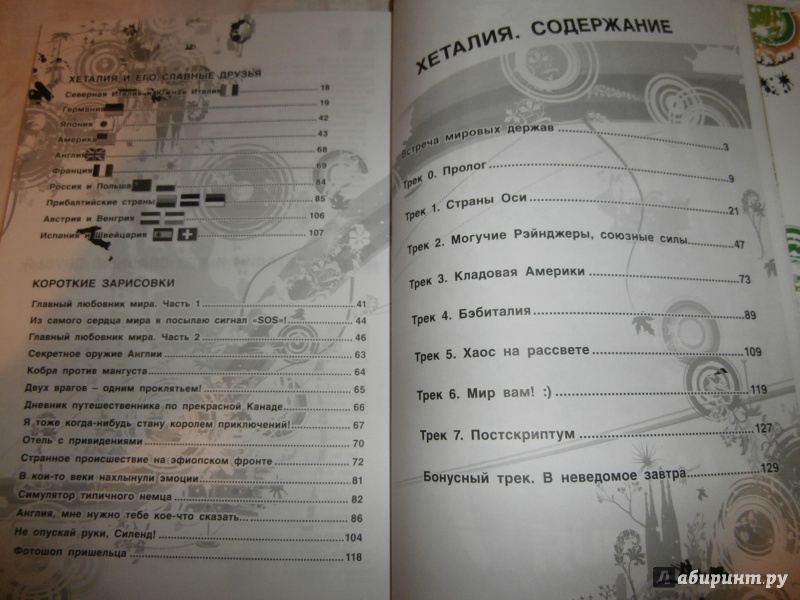 ХЕТАЛИЯ И ЕГО СЛАВНЫЕ ДРУЗЬЯ
Северная Италия и Южная Италия 18
Германия 19
Япония 42
Америка 43
Англия 68
Франция 69
Россия и Польша 84
Прибалтийские страны 85
Австрия и Венгрия 106
Испания и Швейцария 107
КОРОТКИЕ ЗАРИСОВКИ
Главный любовник мира. Часть 1 41
Из самого сердца мира я посылаю сигнал «SOS»! 44
Главный любовник мира. Часть 2 46
Секретное оружие Англии 63
Кобра против мангуста 64
Двух врагов – одним проклятьем! 65
Дневник путешественника по прекрасной Канаде 66
Я тоже когда-нибудь стану королем приключений! 67
Отель с привидениями 70
Странное происшествие на эфиопском фронте 72
В кои-то веки нахлынули эмоции 81
Симулятор типичного немца 82
Англия, мне нужно тебе кое-что сказать... 86
Не опускай руки, Силенд! 104
Фотошоп пришельца 118
ХЕТАЛИЯ. СОДЕРЖАНИЕ
Встреча мировых держав 3
Трек 0. Пролог 9
Трек 1. Страны Оси 21
Трек 2. Могучие Рэйнджеры, союзные силы 47
Трек 3. Кладовая Америки 73
Трек 4. Бэбиталия 89
Трек 5. Хаос на рассвете 109
Трек 6. Мир вам! :) 119
Трек 7. Постскриптум 127
Бонусный трек. В неведомое завтра 129
Лабиринт.ру